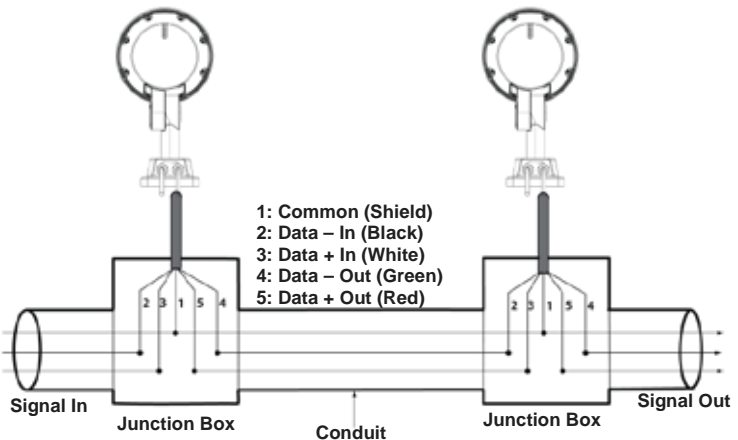 1: Common (Shield)
2: Data – In (Black)
3: Data + In (White)
4: Data – Out (Green)
5: Data + Out (Red)
2 3 1 5 4
2 3 1 5 4
Signal In
Junction Box
Conduit
Junction Box
Signal Out